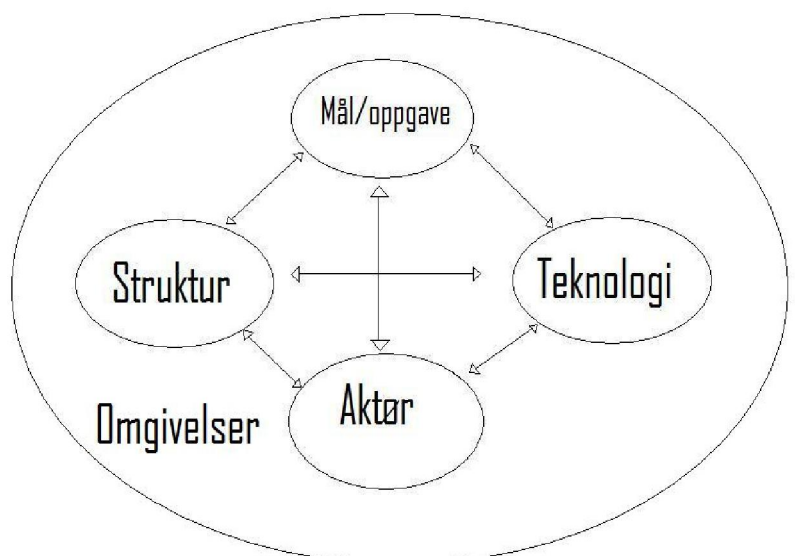 Mål/oppgave
Struktur
Teknologi
Aktør
Omgivelser